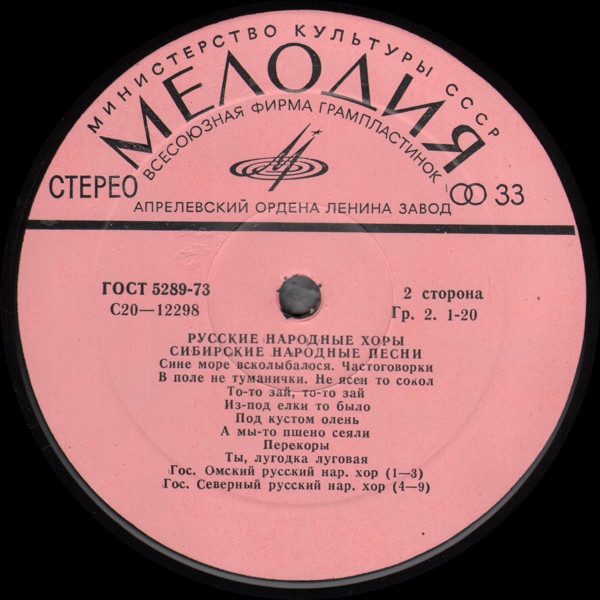 МИНИСТЕРСТВО КУЛЬТУРЫ СССР
МЕЛОДИЯ
ВСЕСОЮЗНАЯ ФИРМА ГРАМПЛАСТИНОК
СТЕРЕО
33
АПРЕЛЕВСКИЙ ОРДЕНА ЛЕНИНА ЗАВОД
ГОСТ 5289-73
2 сторона
С20—12298
Гр. 2. 1-20
РУССКИЕ НАРОДНЫЕ ХОРЫ
СИБИРСКИЕ НАРОДНЫЕ ПЕСНИ
Сине море всколыбалося. Частоговорки
В поле не туманички. Не ясен то сокол
То-то зай, то-то зай
Из-под елки то было
Под кустом олень
А мы-то пшено сеяли
Перекоры
Ты, лугодка луговая
Гос. Омский русский нар. хор (1—3)
Гос. Северный русский нар. хор (4—9)